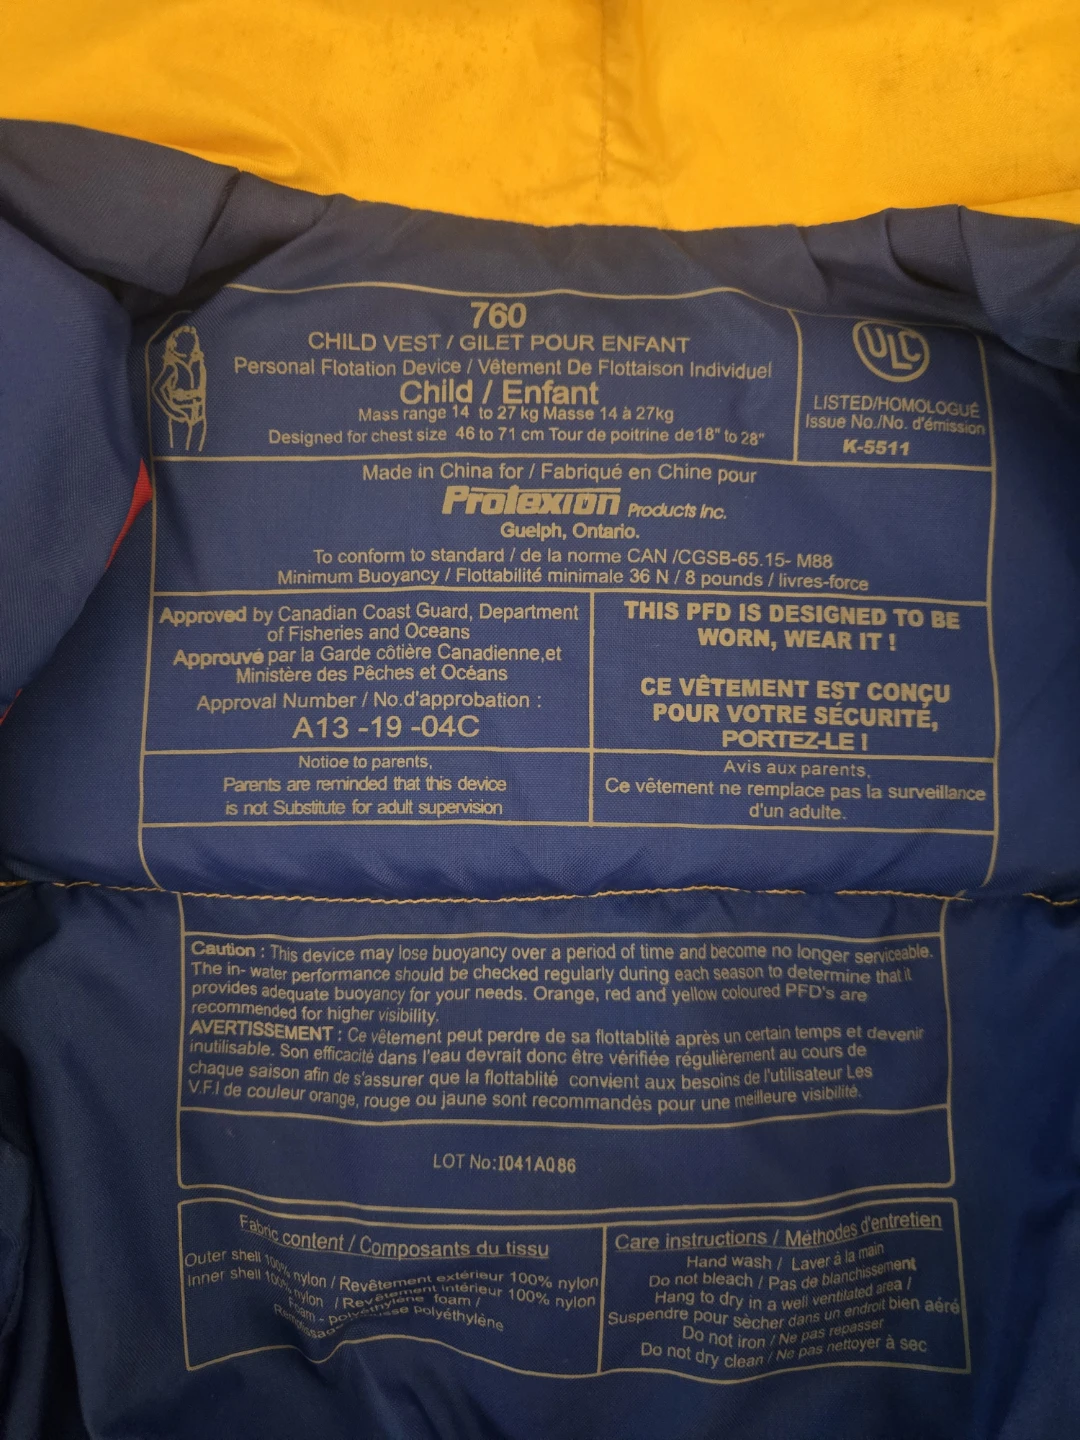 760
CHILD VEST / GILET POUR ENFANT
Personal Flotation Device / Vêtement De Flottaison Individuel
Child / Enfant
Mass range 14 to 27 kg Masse 14 à 27kg
Designed for chest size 46 to 71 cm Tour de poitrine de18" to 28"
ULC
LISTED/HOMOLOGUÉ
Issue No./No. d'émission
K-5511
Made in China for / Fabriqué en Chine pour
Protexion Products Inc.
Guelph, Ontario.
To conform to standard / de la norme CAN /CGSB-65.15- M88
Minimum Buoyancy / Flottabilité minimale 36 N / 8 pounds / livres-force
Approved by Canadian Coast Guard, Department
of Fisheries and Oceans
Approuvé par la Garde côtière Canadienne,et
Ministère des Pêches et Océans
Approval Number / No.d'approbation :
A13 -19 -04C
THIS PFD IS DESIGNED TO BE
WORN, WEAR IT !
CE VÊTEMENT EST CONÇU
POUR VOTRE SÉCURITÉ,
PORTEZ-LE !
Notioe to parents,
Parents are reminded that this device
is not Substitute for adult supervision
Avis aux parents,
Ce vêtement ne remplace pas la surveillance
d'un adulte.
Caution : This device may lose buoyancy over a period of time and become no longer serviceable.
The in- water performance should be checked regularly during each season to determine that it
provides adequate buoyancy for your needs. Orange, red and yellow coloured PFD's are
recommended for higher visibility.
AVERTISSEMENT : Ce vêtement peut perdre de sa flottablité après un certain temps et devenir
inutilisable. Son efficacité dans l'eau devrait donc être vérifiée régulièrement au cours de
chaque saison afin de s'assurer que la flottablité convient aux besoins de l'utilisateur Les
V.F.I de couleur orange, rouge ou jaune sont recommandés pour une meilleure visibilité.
LOT No:I041A086
Fabric content / Composants du tissu
Outer shell 100% nylon / Revêtement extérieur 100% nylon
Inner shell 100% nylon / Revêtement intérieur 100% nylon
Foam - polyéthylène foam /
Remplissage mousse polyéthylène
Care instructions / Méthodes d'entretien
Hand wash / Laver à la main
Do not bleach / Pas de blanchissement
Hang to dry in a well ventilated area /
Suspendre pour sècher dans un endroit bien aéré
Do not iron / Ne pas repasser
Do not dry clean / Ne pas nettoyer à sec